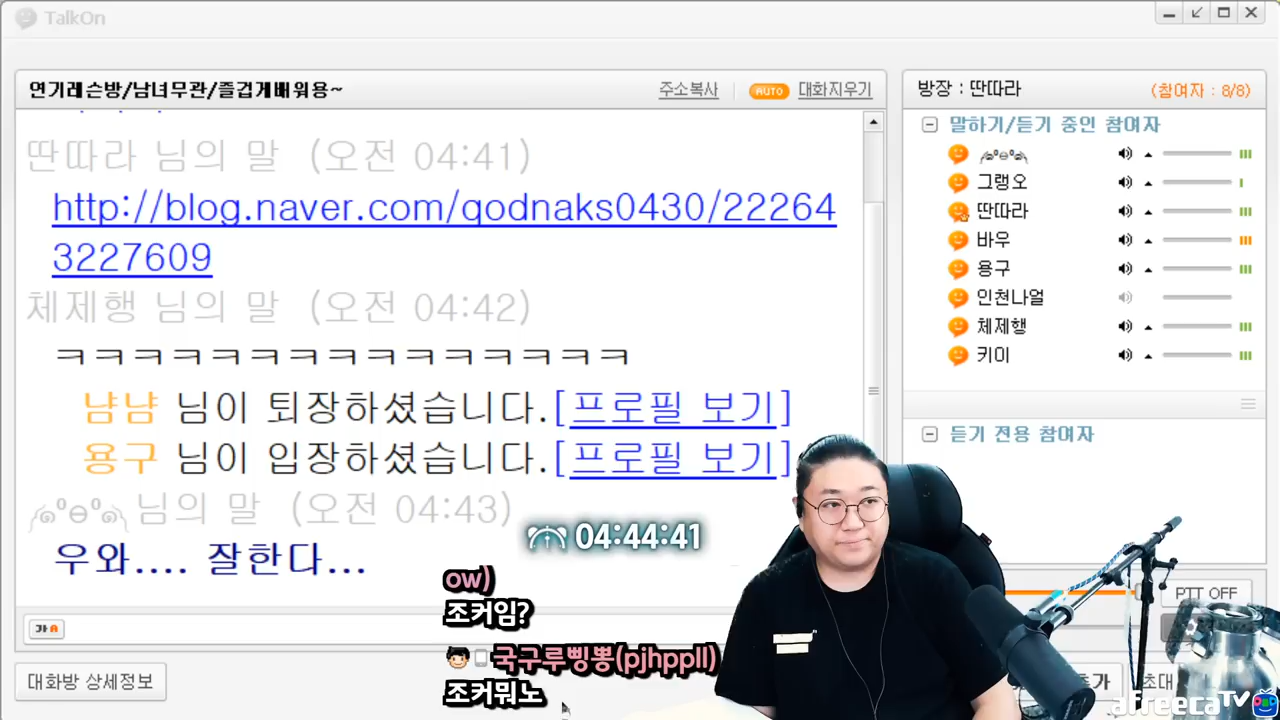 TalkOn
연기레슨방/남녀무관/즐겁게배워용~
주소복사
AUTO
대화지우기
딴따라 님의 말 (오전 04:41)
http://blog.naver.com/qodnaks0430/22264
3227609
체제행 님의 말 (오전 04:42)
ㅋㅋㅋㅋㅋㅋㅋㅋㅋㅋㅋㅋㅋㅋㅋ
냠냠 님이 퇴장하셨습니다.[프로필 보기]
용구 님이 입장하셨습니다.[프로필 보기]
님의 말 (오전 04:43)
우와.... 잘한다...
04:44:41
ow)
조커임?
국구루삥뽕(pjhppll)
조커뭐노
가A
대화방 상세정보
방장 : 딴따라
(참여자 : 8/8)
말하기/듣기 중인 참여자
그랭오
딴따라
바우
용구
인천나얼
체제행
키미
듣기 전용 참여자
PTT OFF
초대
afreecaTV